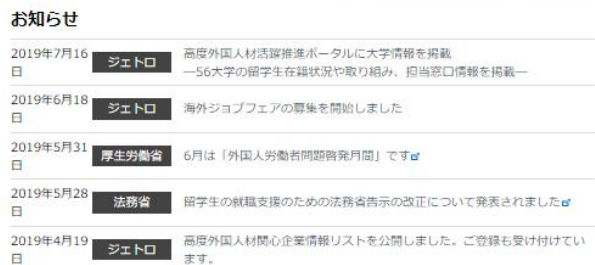 お知らせ
2019年7月16日 ジェトロ 高度外国人材活躍推進ポータルに大学情報を掲載
―56大学の留学生在籍状況や取り組み、担当窓口情報を掲載―
2019年6月18日 ジェトロ 海外ジョブフェアの募集を開始しました
2019年5月31日 厚生労働省 6月は「外国人労働者問題啓発月間」です
2019年5月28日 法務省 留学生の就職支援のための法務省告示の改正について発表されました
2019年4月19日 ジェトロ 高度外国人材関心企業情報リストを公開しました。ご登録も受け付けてい
ます。